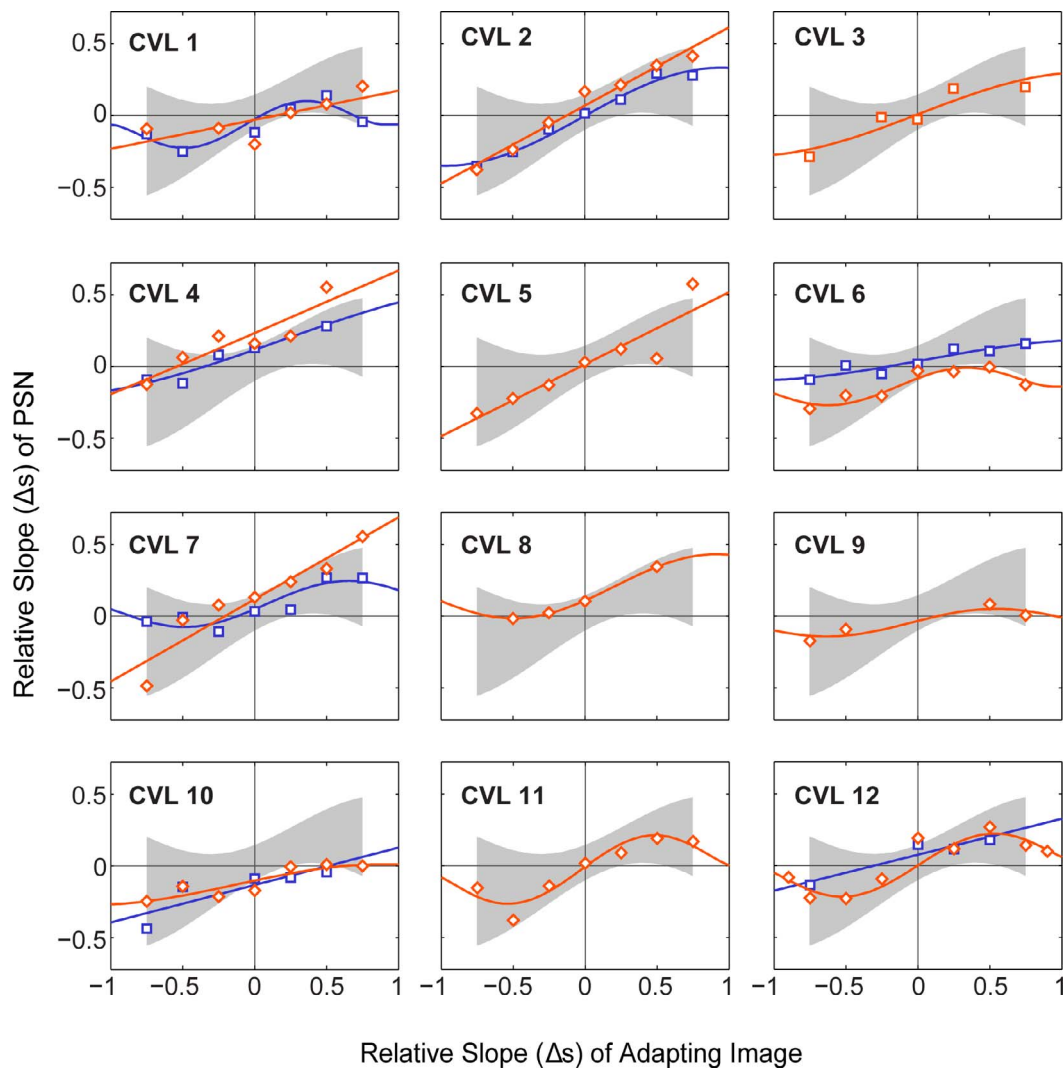 CVL 1
CVL 2
CVL 3
0.5
0
−0.5
CVL 4
CVL 5
CVL 6
0.5
0
−0.5
CVL 7
CVL 8
CVL 9
0.5
0
−0.5
CVL 10
CVL 11
CVL 12
0.5
0
−0.5
−1 −0.5 0 0.5 1 −1 −0.5 0 0.5 1 −1 −0.5 0 0.5 1
Relative Slope (Δs) of PSN
Relative Slope (Δs) of Adapting Image